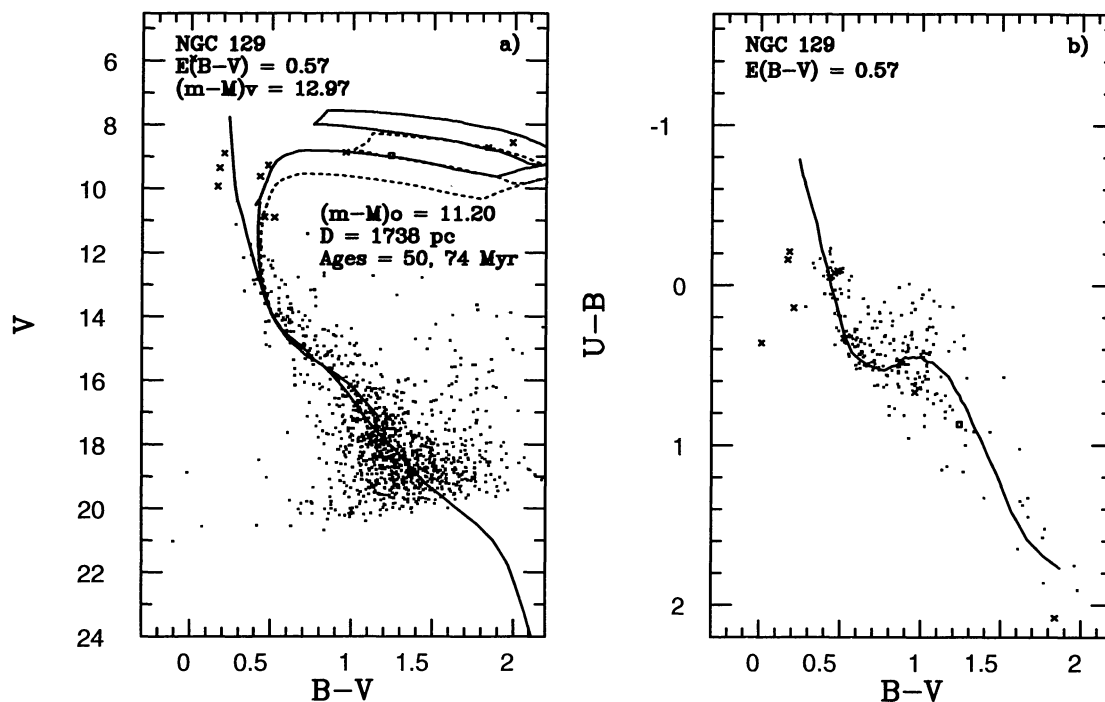 NGC 129
E(B-V) = 0.57
(m-M)v = 12.97
a)
(m-M)o = 11.20
D = 1738 pc
Ages = 50, 74 Myr
6
8
10
12
14
16
18
20
22
24
V
0
0.5
1
1.5
2
B-V
NGC 129
E(B-V) = 0.57
b)
-1
0
1
2
U-B
0
0.5
1
1.5
2
B-V